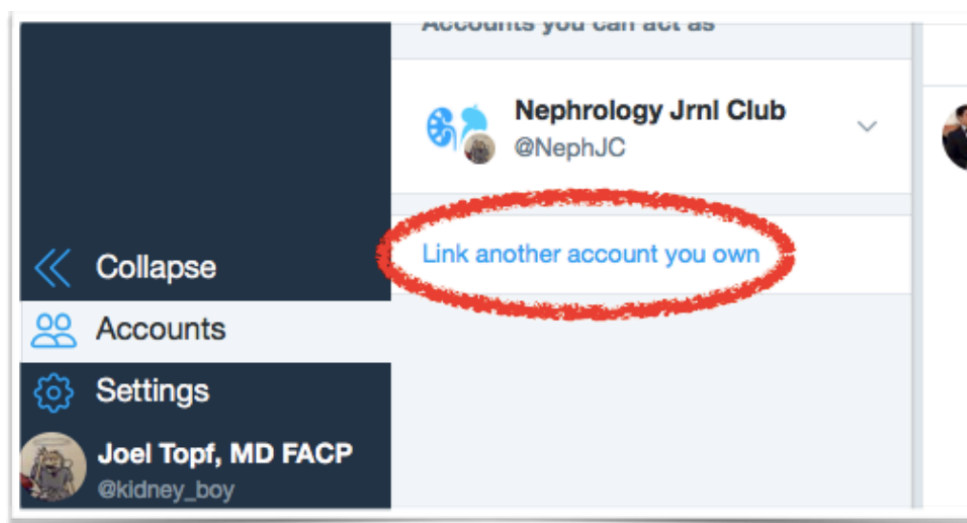 Accounts you can act as
Nephrology Jrnl Club
@NephJC
Link another account you own
Collapse
Accounts
Settings
Joel Topf, MD FACP
@kidney_boy